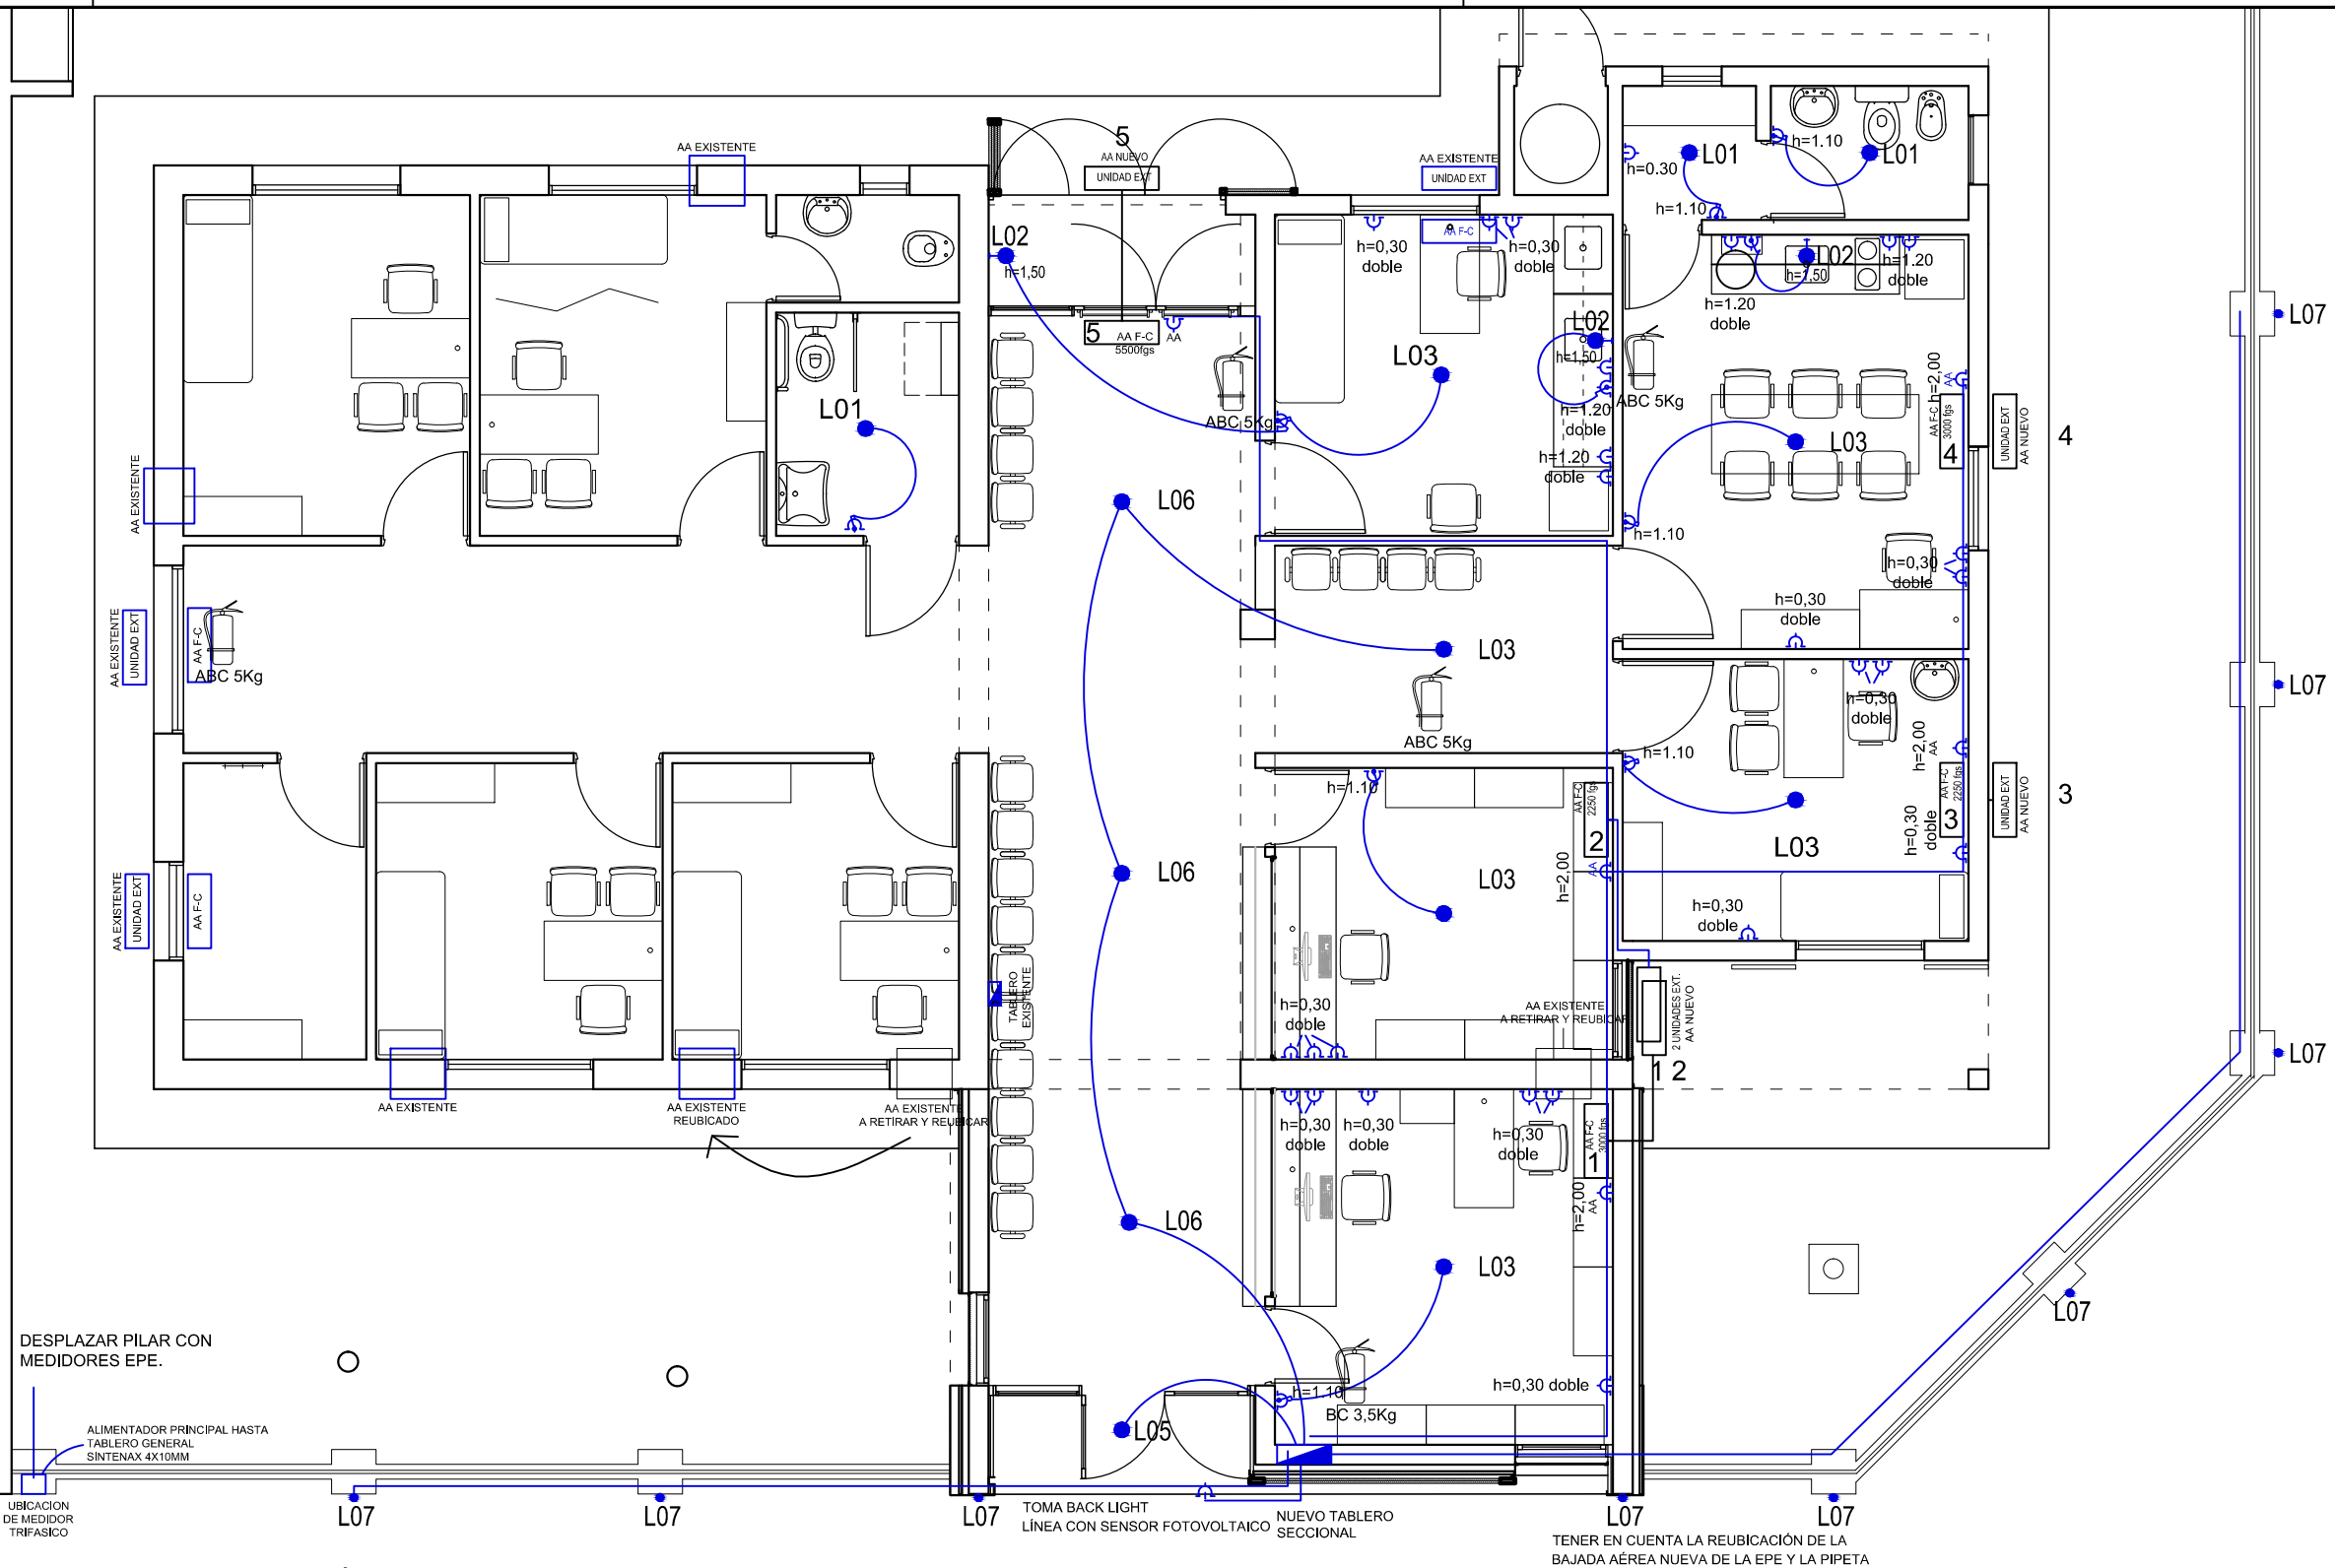 5
AA NUEVO
UNIDAD EXT
AA EXISTENTE
AA EXISTENTE
UNIDAD EXT
h=1.10
L01
L01
h=0.30
h=1.10
L02
h=1,50
AA F-C
h=0,30
doble
h=0,30
doble
L02
h=1,50
h=1.20
doble
h=1.20
doble
L07
5
AA F-C
5500fgs
AA
L02
h=1,50
L03
ABC 5Kg
ABC 5Kg
h=1.20
doble
h=1.20
doble
L01
h=2,00
AA
AA F-C
3000 fgs
4
UNIDAD EXT
AA NUEVO
4
L03
AA EXISTENTE
L06
h=1.10
h=0,30
doble
h=0,30
doble
AA EXISTENTE
UNIDAD EXT
AA F-C
ABC 5Kg
L03
ABC 5Kg
L07
h=0,30
doble
h=1.10
h=2,00
AA
AA F-C
2250 fgs
3
UNIDAD EXT
AA NUEVO
3
h=1.10
AA F-C
2250 fgs
2
AA
h=2,00
L03
h=0,30
doble
L06
L03
AA EXISTENTE
UNIDAD EXT
AA F-C
h=0,30
doble
TABLERO
EXISTENTE
h=0,30
doble
AA EXISTENTE
A RETIRAR Y REUBICAR
2 UNIDADES EXT.
AA NUEVO
1 2
L07
AA EXISTENTE
AA EXISTENTE
REUBICADO
AA EXISTENTE
A RETIRAR Y REUBICAR
h=0,30
doble
h=0,30
doble
h=0,30
doble
AA F-C
3000 fgs
1
AA
h=2,00
L06
L03
L07
DESPLAZAR PILAR CON
MEDIDORES EPE.
h=1.10
BC 3,5Kg
h=0,30 doble
L05
ALIMENTADOR PRINCIPAL HASTA
TABLERO GENERAL
SINTENAX 4X10MM
UBICACION
DE MEDIDOR
TRIFASICO
L07
L07
L07
TOMA BACK LIGHT
LÍNEA CON SENSOR FOTOVOLTAICO
NUEVO TABLERO
SECCIONAL
L07
L07
TENER EN CUENTA LA REUBICACIÓN DE LA
BAJADA AÉREA NUEVA DE LA EPE Y LA PIPETA